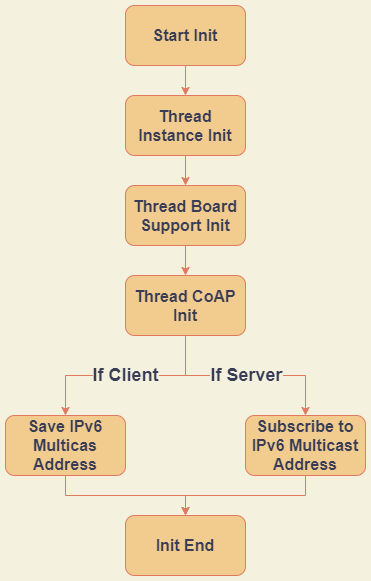 Start Init
Thread
Instance Init
Thread Board
Support Init
Thread CoAP
Init
If Client
If Server
Save IPv6
Multicas
Address
Subscribe to
IPv6 Multicast
Address
Init End